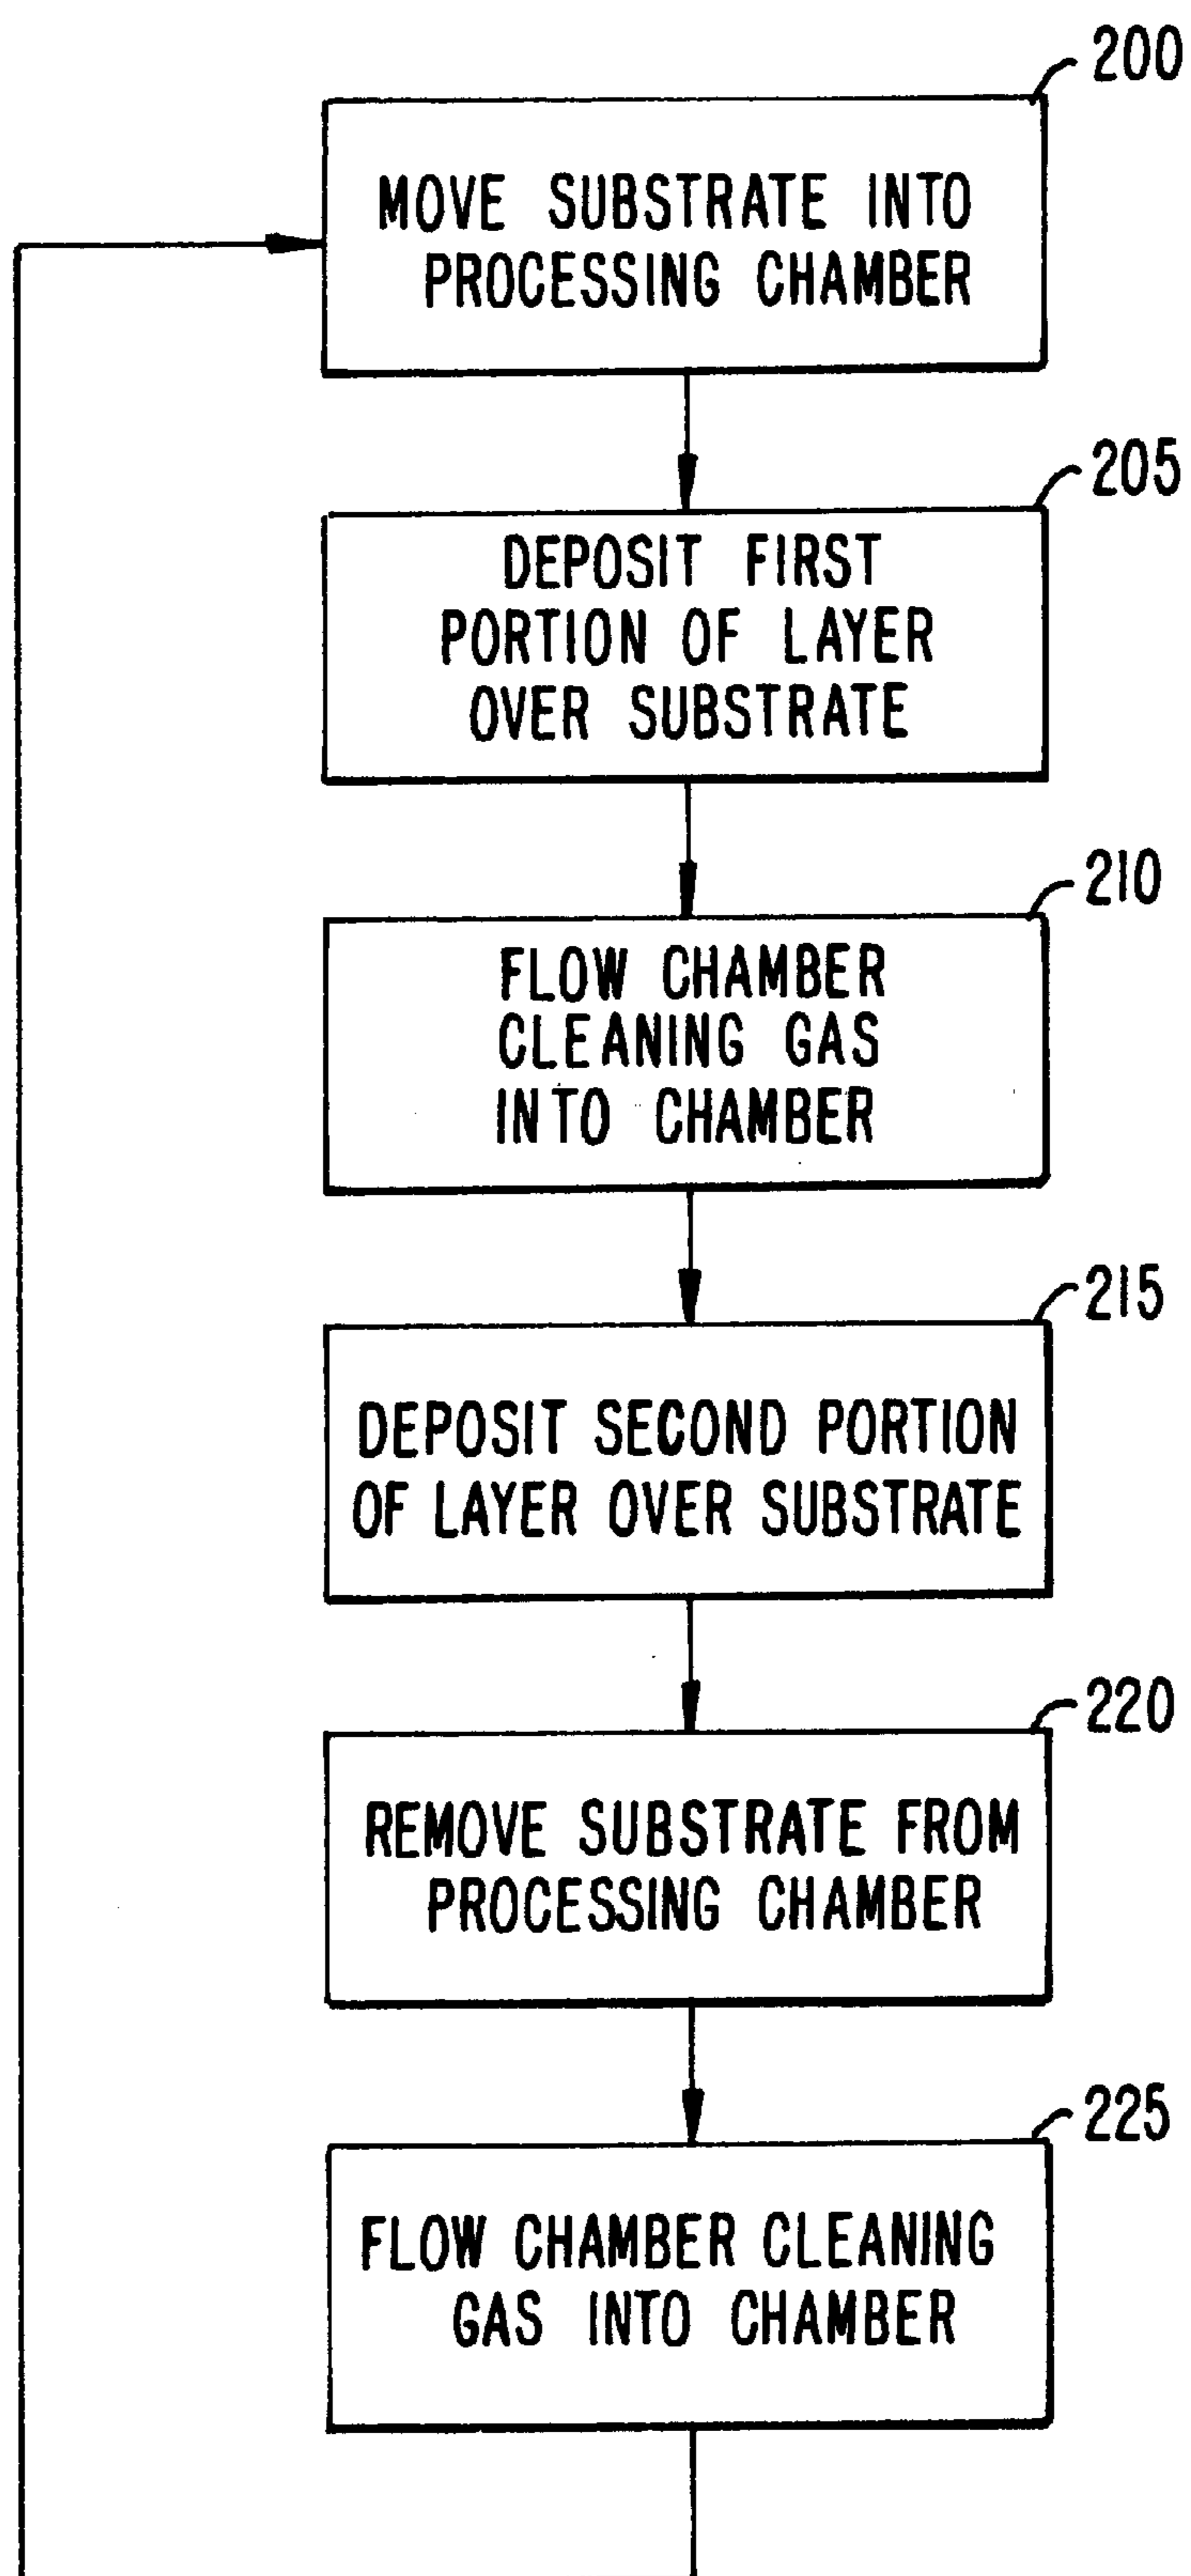 200
MOVE SUBSTRATE INTO
PROCESSING CHAMBER
205
DEPOSIT FIRST
PORTION OF LAYER
OVER SUBSTRATE
210
FLOW CHAMBER
CLEANING GAS
INTO CHAMBER
215
DEPOSIT SECOND PORTION
OF LAYER OVER SUBSTRATE
220
REMOVE SUBSTRATE FROM
PROCESSING CHAMBER
225
FLOW CHAMBER CLEANING
GAS INTO CHAMBER